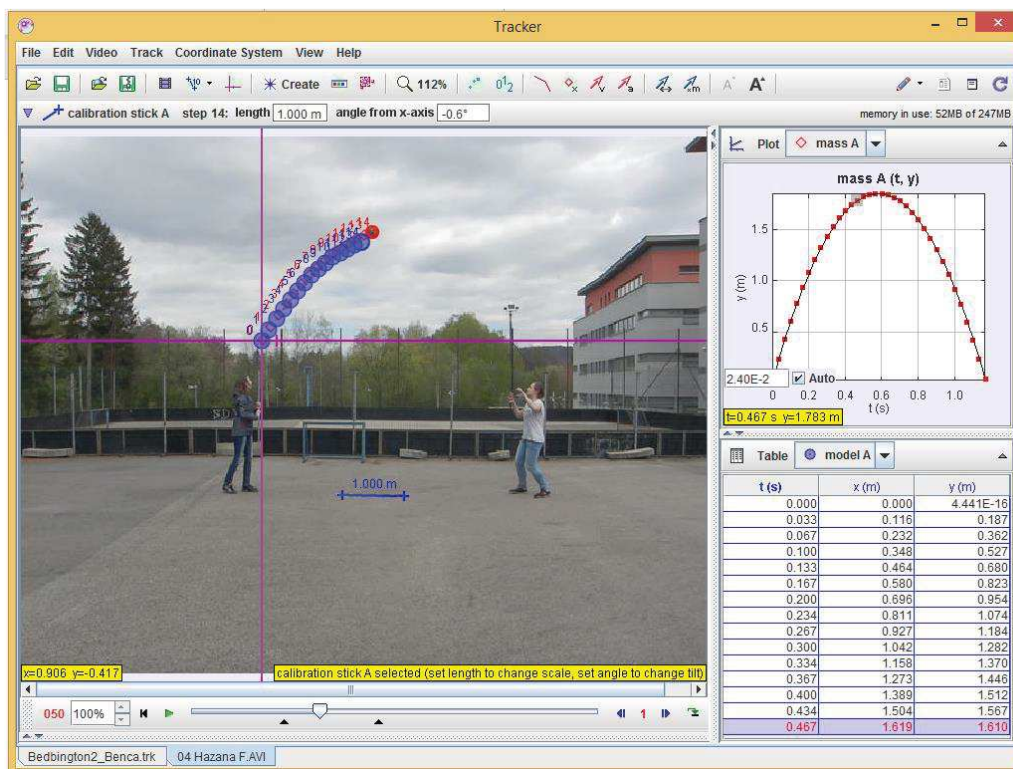 Tracker
File Edit Video Track Coordinate System View Help
Create 112%
calibration stick A step 14: length 1.000 m angle from x-axis -0.6°
memory in use: 52MB of 247MB
0
1.000 m
x=0.906 y=-0.417
calibration stick A selected (set length to change scale, set angle to change tilt)
050 100% 1
Bedbington2_Benca.trk 04 Hazana F.AVI
Plot mass A
mass A (t, y)
1.5
1.0
0.5
y (m)
2.40E-2 Auto
0 0.2 0.4 0.6 0.8 1.0
t (s)
t=0.467 s y=1.783 m
Table model A
t (s) x (m) y (m)
0.000 0.000 4.441E-16
0.033 0.116 0.187
0.067 0.232 0.362
0.100 0.348 0.527
0.133 0.464 0.680
0.167 0.580 0.823
0.200 0.696 0.954
0.234 0.811 1.074
0.267 0.927 1.184
0.300 1.042 1.282
0.334 1.158 1.370
0.367 1.273 1.446
0.400 1.389 1.512
0.434 1.504 1.567
0.467 1.619 1.610